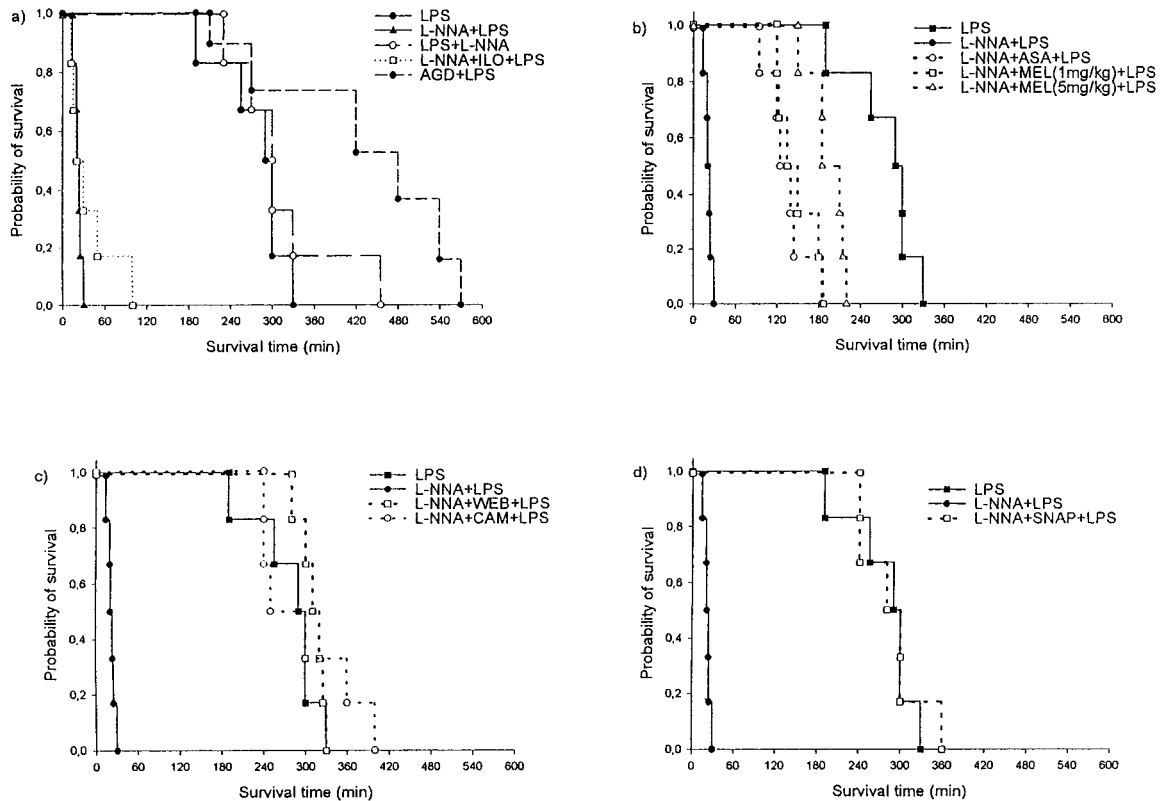 a)
LPS
L-NNA+LPS
LPS+L-NNA
L-NNA+ILO+LPS
AGD+LPS
Probability of survival
1,0
0,8
0,6
0,4
0,2
0,0
0 60 120 180 240 300 360 420 480 540 600
Survival time (min)
b)
LPS
L-NNA+LPS
L-NNA+ASA+LPS
L-NNA+MEL(1mg/kg)+LPS
L-NNA+MEL(5mg/kg)+LPS
Probability of survival
1,0
0,8
0,6
0,4
0,2
0,0
0 60 120 180 240 300 360 420 480 540 600
Survival time (min)
c)
LPS
L-NNA+LPS
L-NNA+WEB+LPS
L-NNA+CAM+LPS
Probability of survival
1,0
0,8
0,6
0,4
0,2
0,0
0 60 120 180 240 300 360 420 480 540 600
Survival time (min)
d)
LPS
L-NNA+LPS
L-NNA+SNAP+LPS
Probability of survival
1,0
0,8
0,6
0,4
0,2
0,0
0 60 120 180 240 300 360 420 480 540 600
Survival time (min)